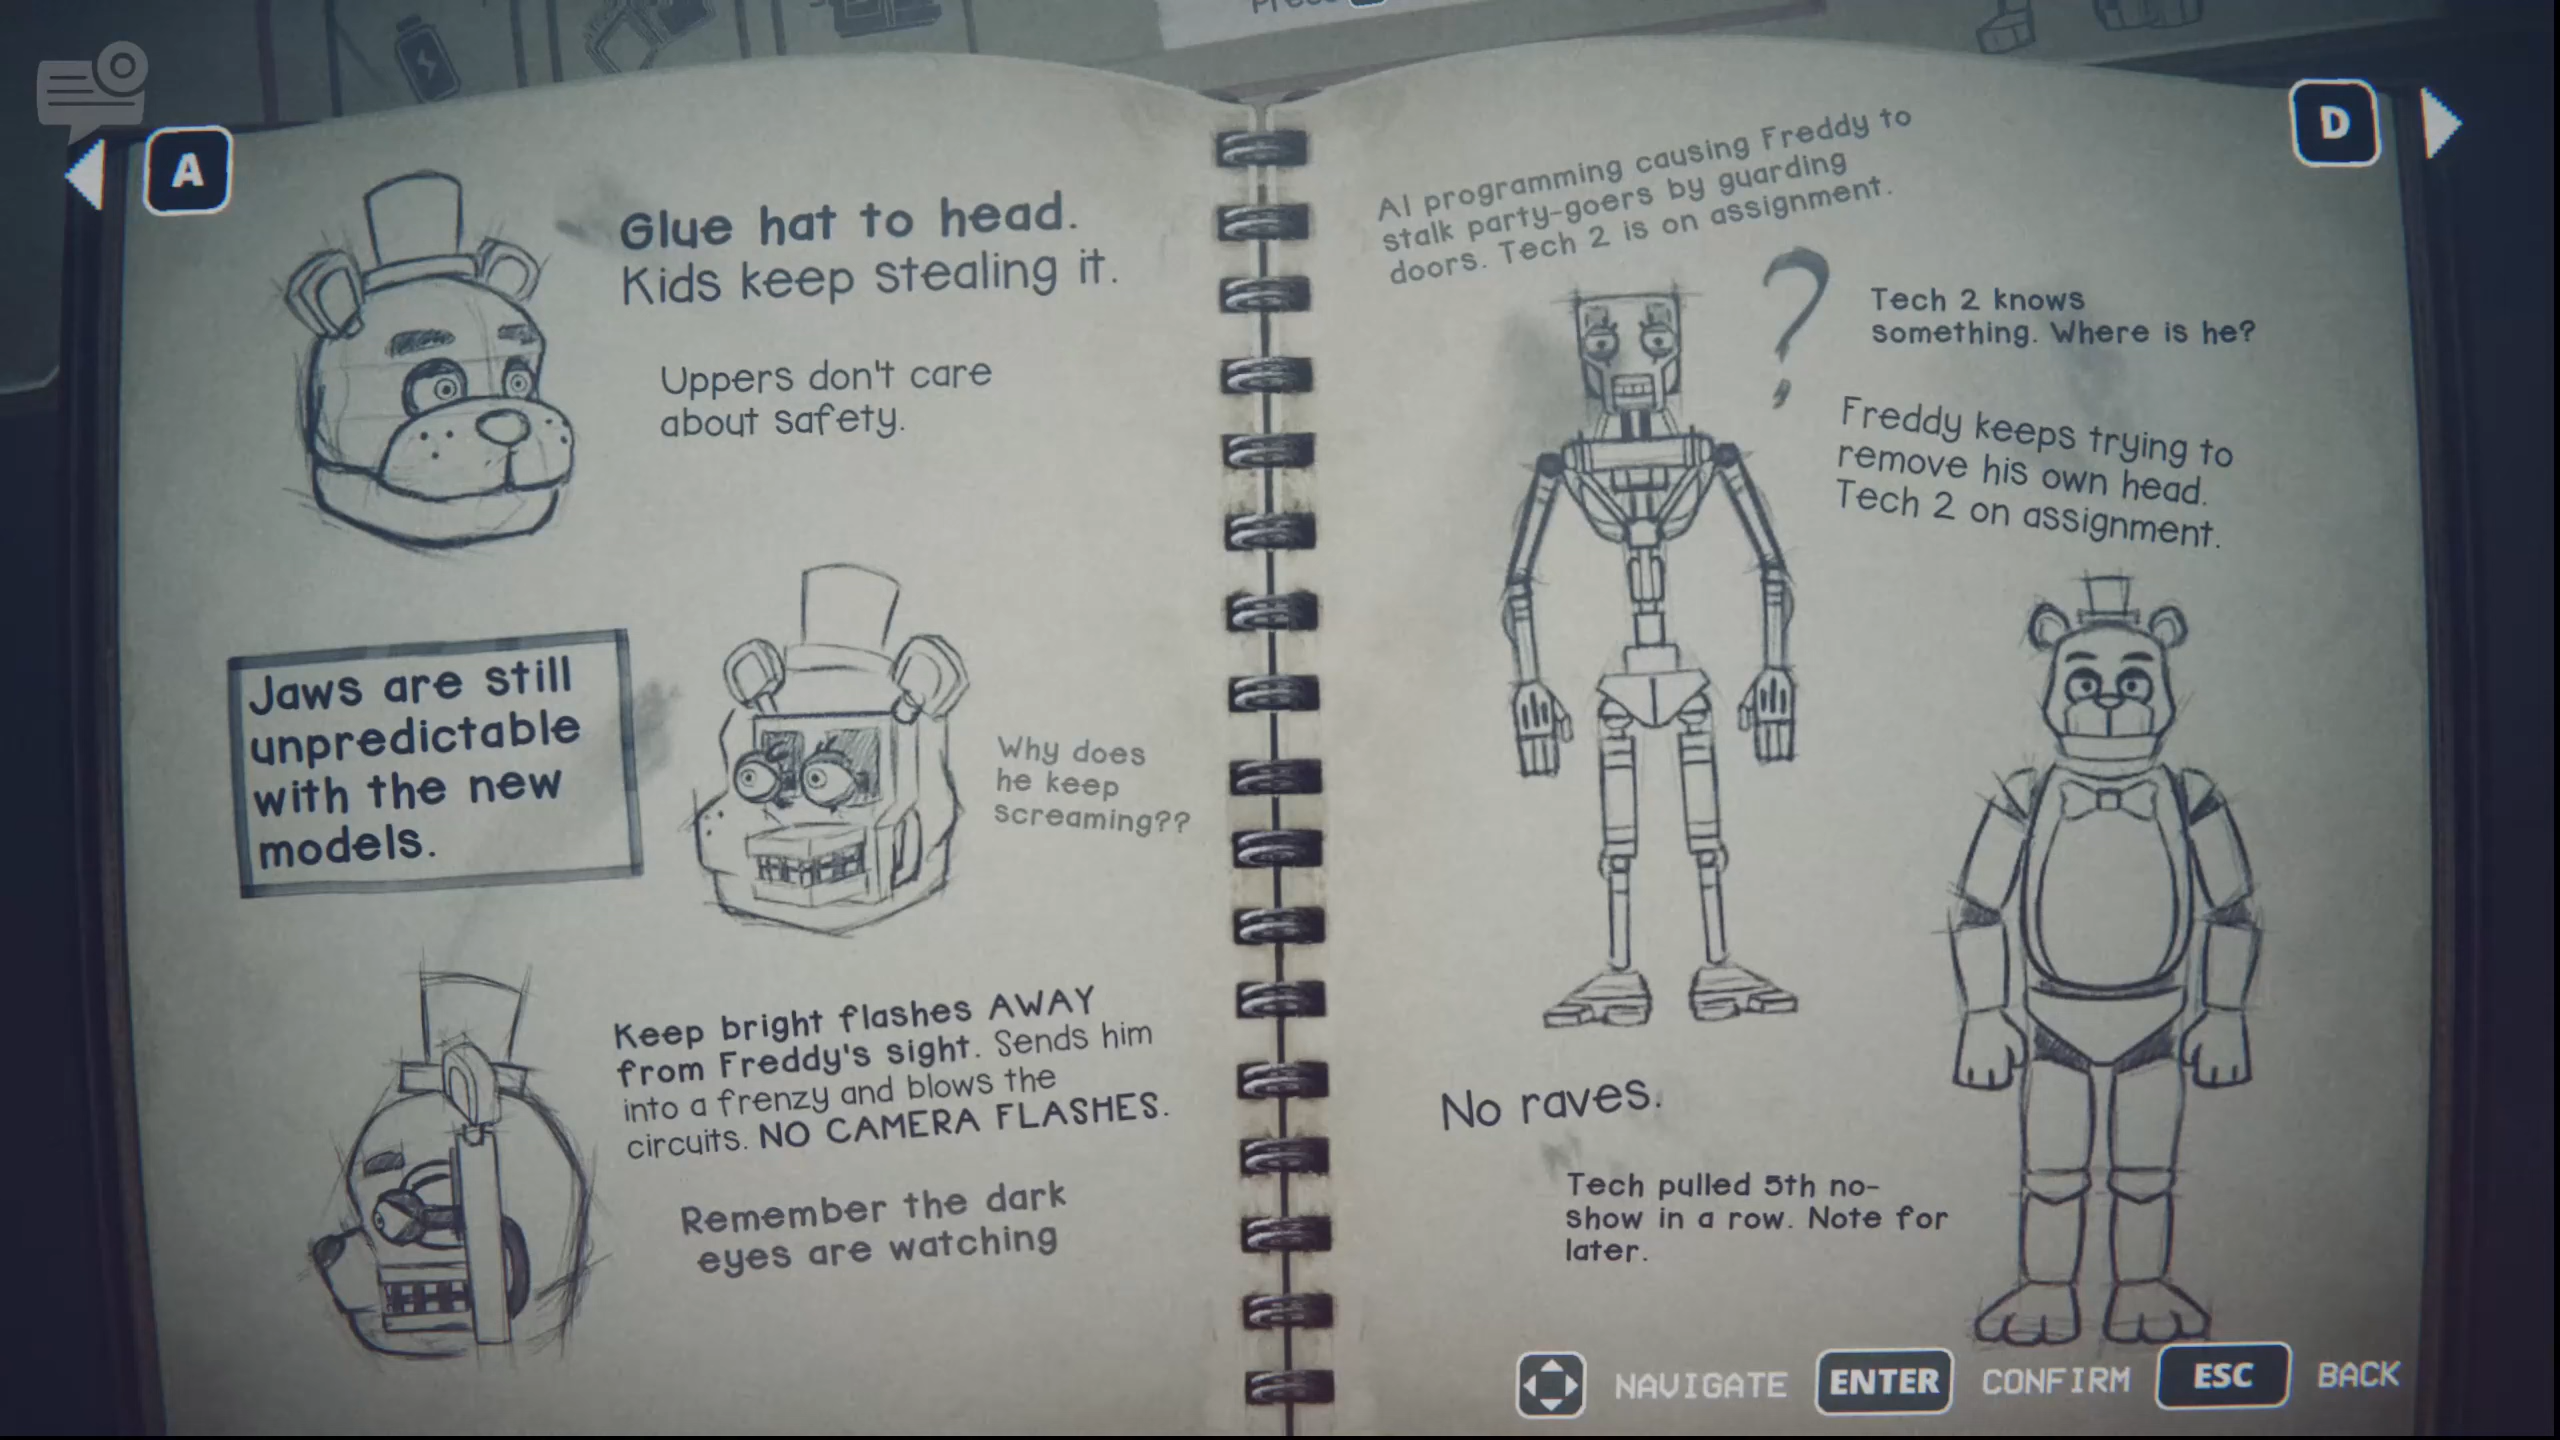 A
D
Glue hat to head.
Kids keep stealing it.
Uppers don't care
about safety.
Jaws are still
unpredictable
with the new
models.
Why does
he keep
screaming??
Keep bright flashes AWAY
from Freddy's sight. Sends him
into a frenzy and blows the
circuits. NO CAMERA FLASHES.
Remember the dark
eyes are watching
AI programming causing Freddy to
stalk party-goers by guarding
doors. Tech 2 is on assignment.
?
Tech 2 knows
something. Where is he?
Freddy keeps trying to
remove his own head.
Tech 2 on assignment.
No raves.
Tech pulled 5th no-
show in a row. Note for
later.
NAVIGATE ENTER CONFIRM ESC BACK